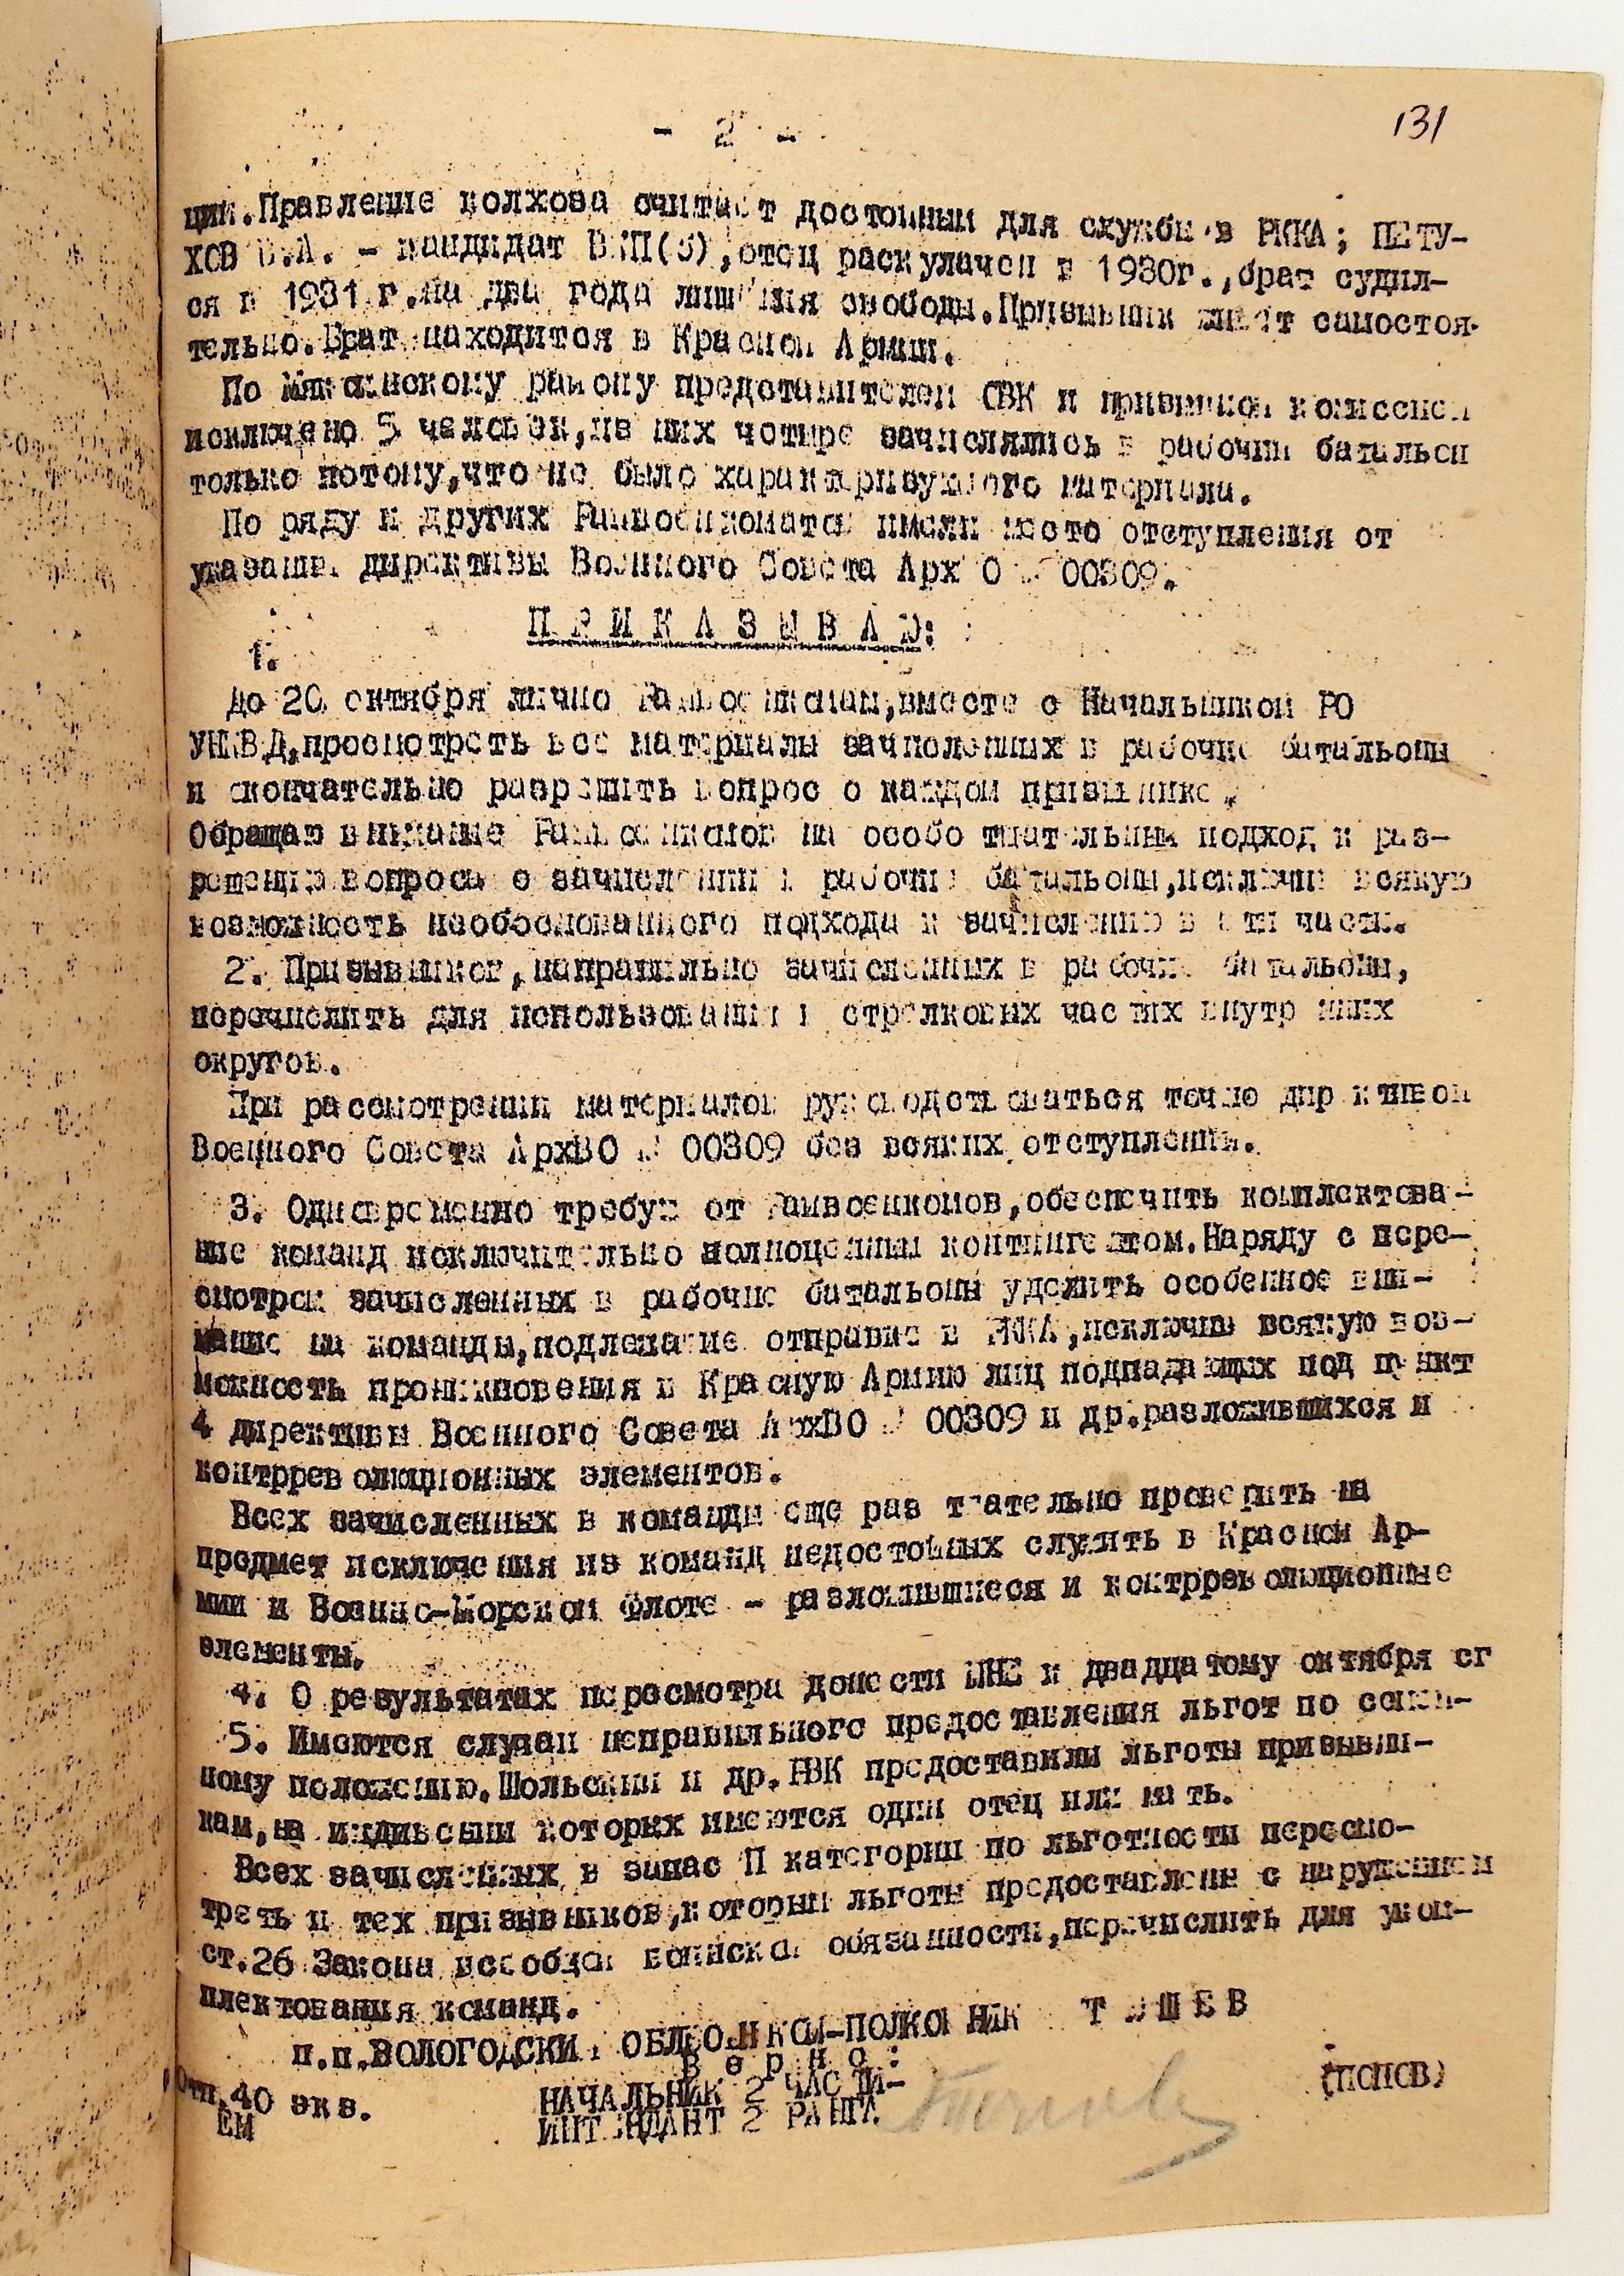 - 2 -
131
ции.Правление колхоза считает достойным для службы в РККА; ПЕТУ-
ХОВ В.А. - кандидат ВКП(б),отец раскулачен в 1930г.,брат судил-
ся в 1931 г.на два года лишения свободы.Призывник живет самостоя-
тельно.Брат находится в Красной Армии.
По Мяксинскому району представителем ОВК и призывной комиссией
исключено 5 человек,из них четыре зачислялись в рабочий батальон
только потому,что не было характеризующего материала.
По ряду и других Райвоенкоматов имели место отступления от
указаний директивы Военного Совета АрхВО № 00309.
П Р И К А З Ы В А Ю:
1.
До 20 октября лично Райвоенкомам,вместе с Начальником РО
УНКВД,просмотреть все материалы зачисленных в рабочие батальоны
и окончательно разрешить вопрос о каждом призывнике.
Обращаю внимание Райвоенкомов на особо тщательный подход к раз-
решению вопроса о зачислении в рабочие батальоны,исключив всякую
возможность необоснованного подхода к зачислению в эти части.
2. Призывников,неправильно зачисленных в рабочие батальоны,
перечислить для использования в стрелковых частях внутренних
округов.
При рассмотрении материалов руководствоваться точно директивой
Военного Совета АрхВО № 00309 без всяких отступлений.
3. Одновременно требую от Райвоенкомов,обеспечить комплектова-
ние команд исключительно полноценным контингентом.Наряду с пере-
смотром зачисленных в рабочие батальоны уделить особенное вни-
мание на команды,подлежащие отправке в РККА,исключив всякую воз-
можность проникновения в Красную Армию лиц подпадающих под пункт
4 директивы Военного Совета АрхВО № 00309 и др.разложившихся и
контрреволюционных элементов.
Всех зачисленных в команды еще раз тщательно проверить на
предмет исключения из команд недостойных служить в Красной Ар-
мии и Военно-Морском Флоте - разложившиеся и контрреволюционные
элементы.
4. О результатах пересмотра донести МНЕ к двадцатому октября сг
5. Имеются случаи неправильного предоставления льгот по семей-
ному положению.Шольский и др. РВК предоставили льготы призывни-
кам,на иждивении которых имеются один отец или мать.
Всех зачисленных в запас П категории по льготности пересмо-
треть и тех призывников,которым льготы предоставлены с нарушением
ст.26 Закона всеобщей воинской обязанности,перечислить для уком-
плектования команд.
п.п.ВОЛОГОДСКИЙ ОБЛВОЕНКОМ-ПОЛКОВНИК
В е р н о :
НАЧАЛЬНИК 2 ЧАСТИ-
ИНТЕНДАНТ 2 РАНГА
(ПОПОВ)
Отп.40 экз.
ЕМ